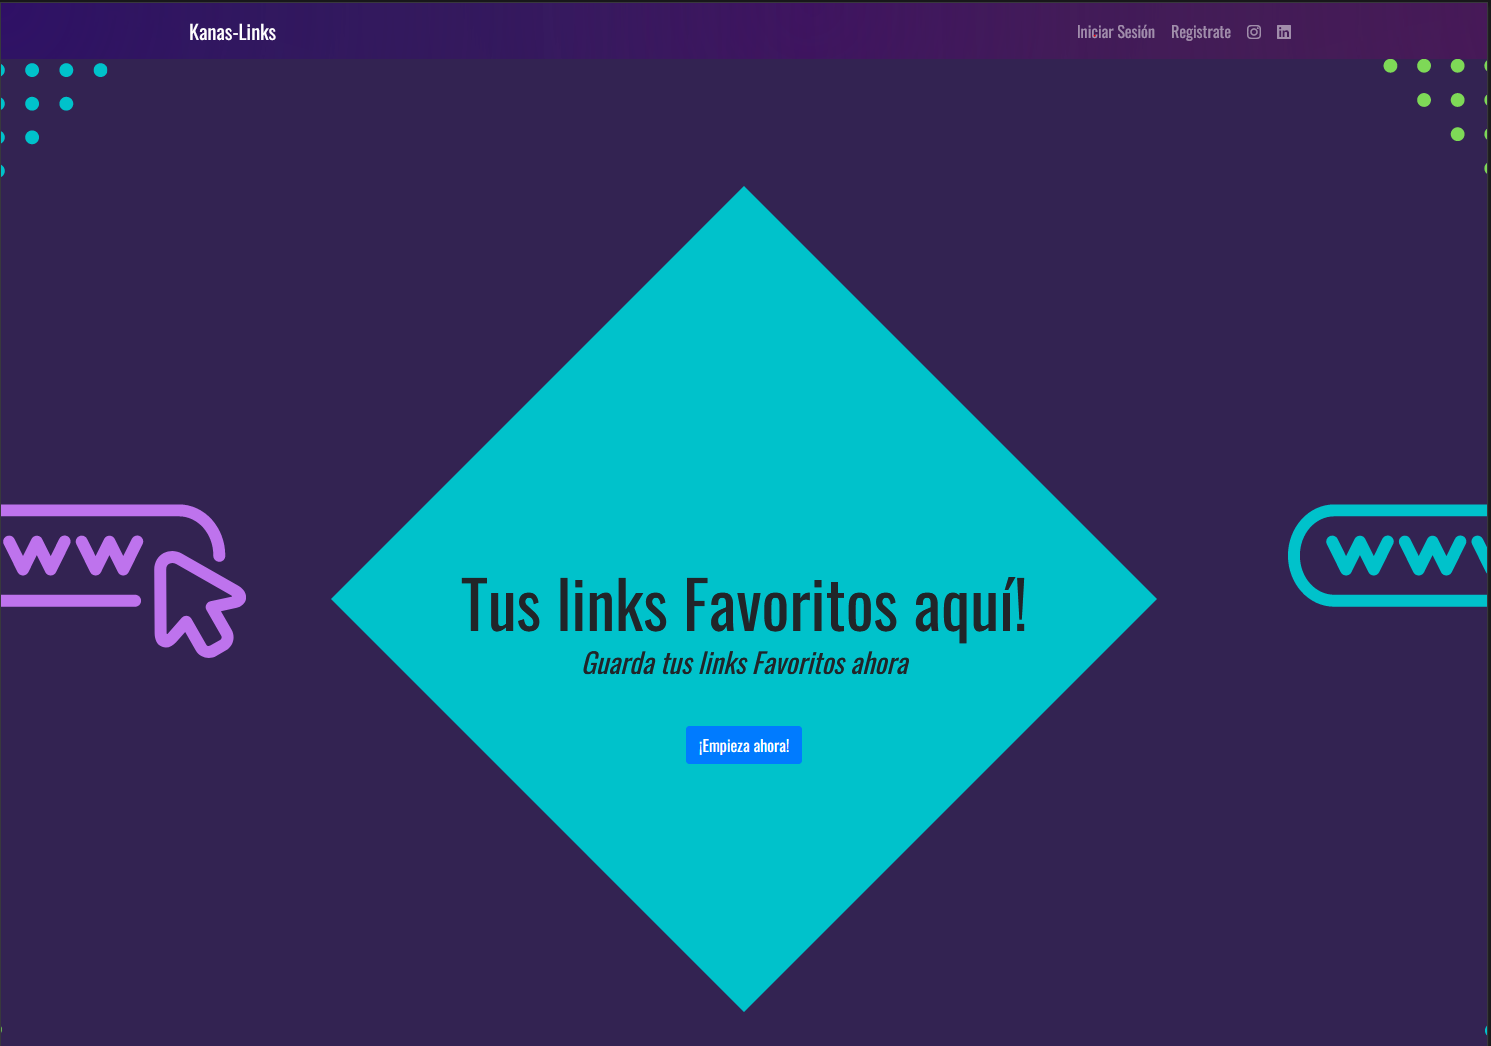 Kanas-Links
Iniciar Sesión Registrate
ww
www
Tus links Favoritos aquí!
Guarda tus links Favoritos ahora
¡Empieza ahora!